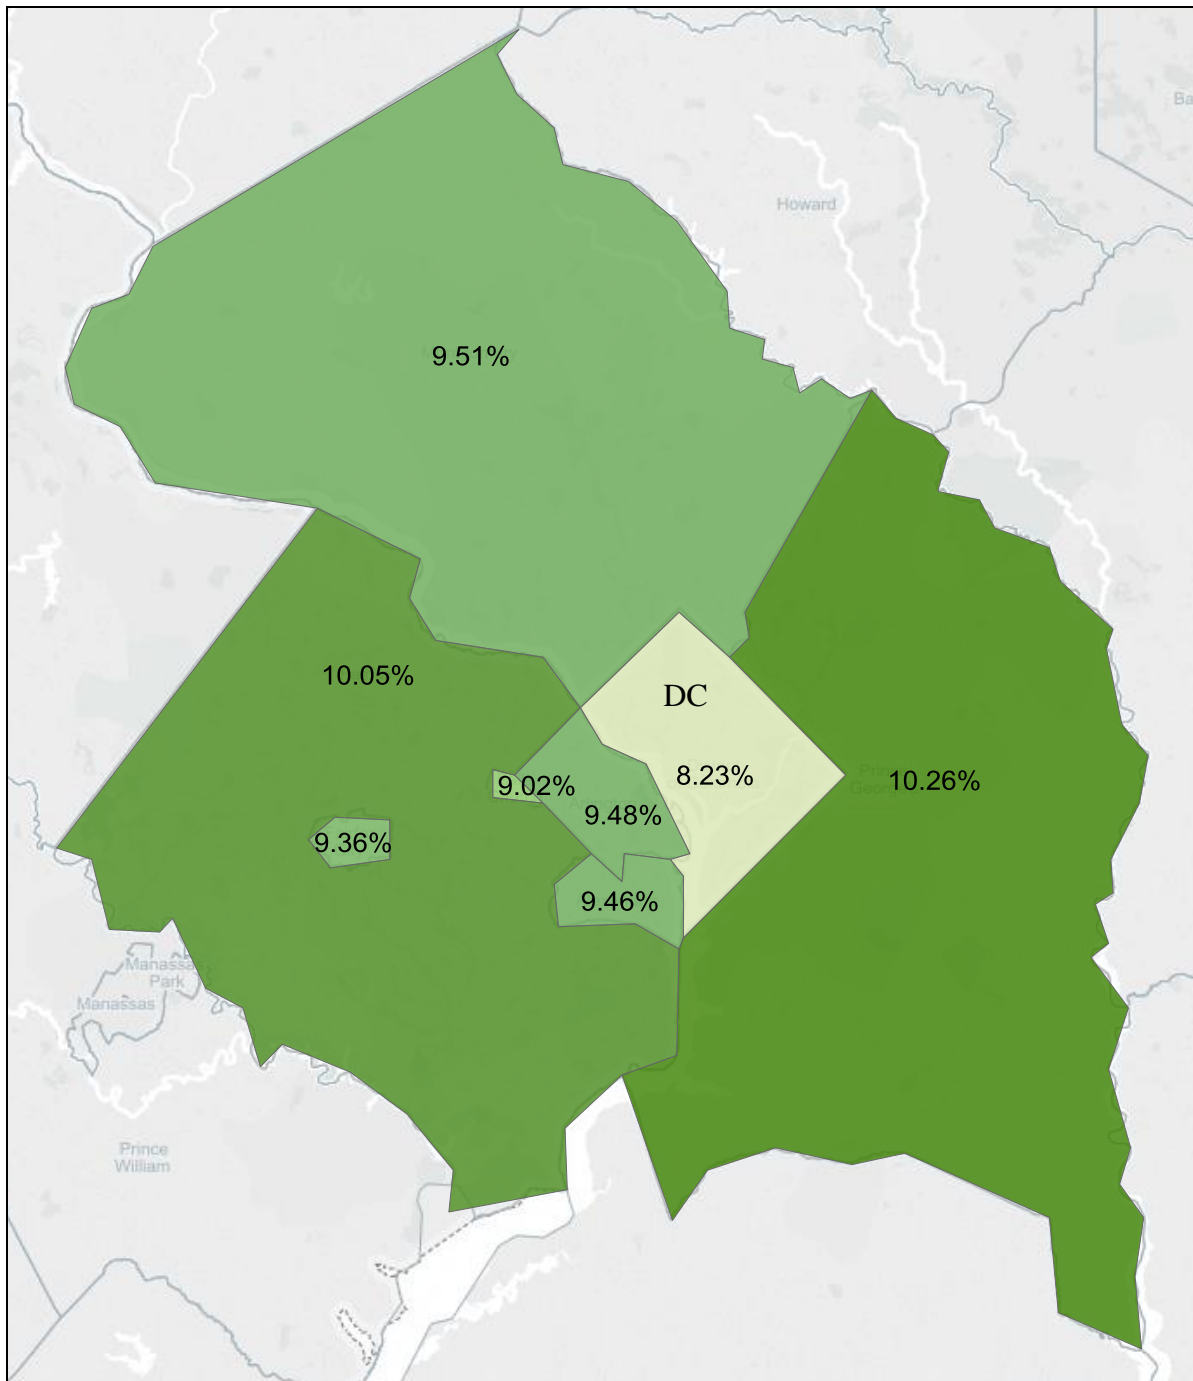 Ba
Howard
9.51%
10.05%
DC
8.23%
10.26%
9.02%
9.48%
9.36%
9.46%
Manassas
Park
Manassas
Prince
William